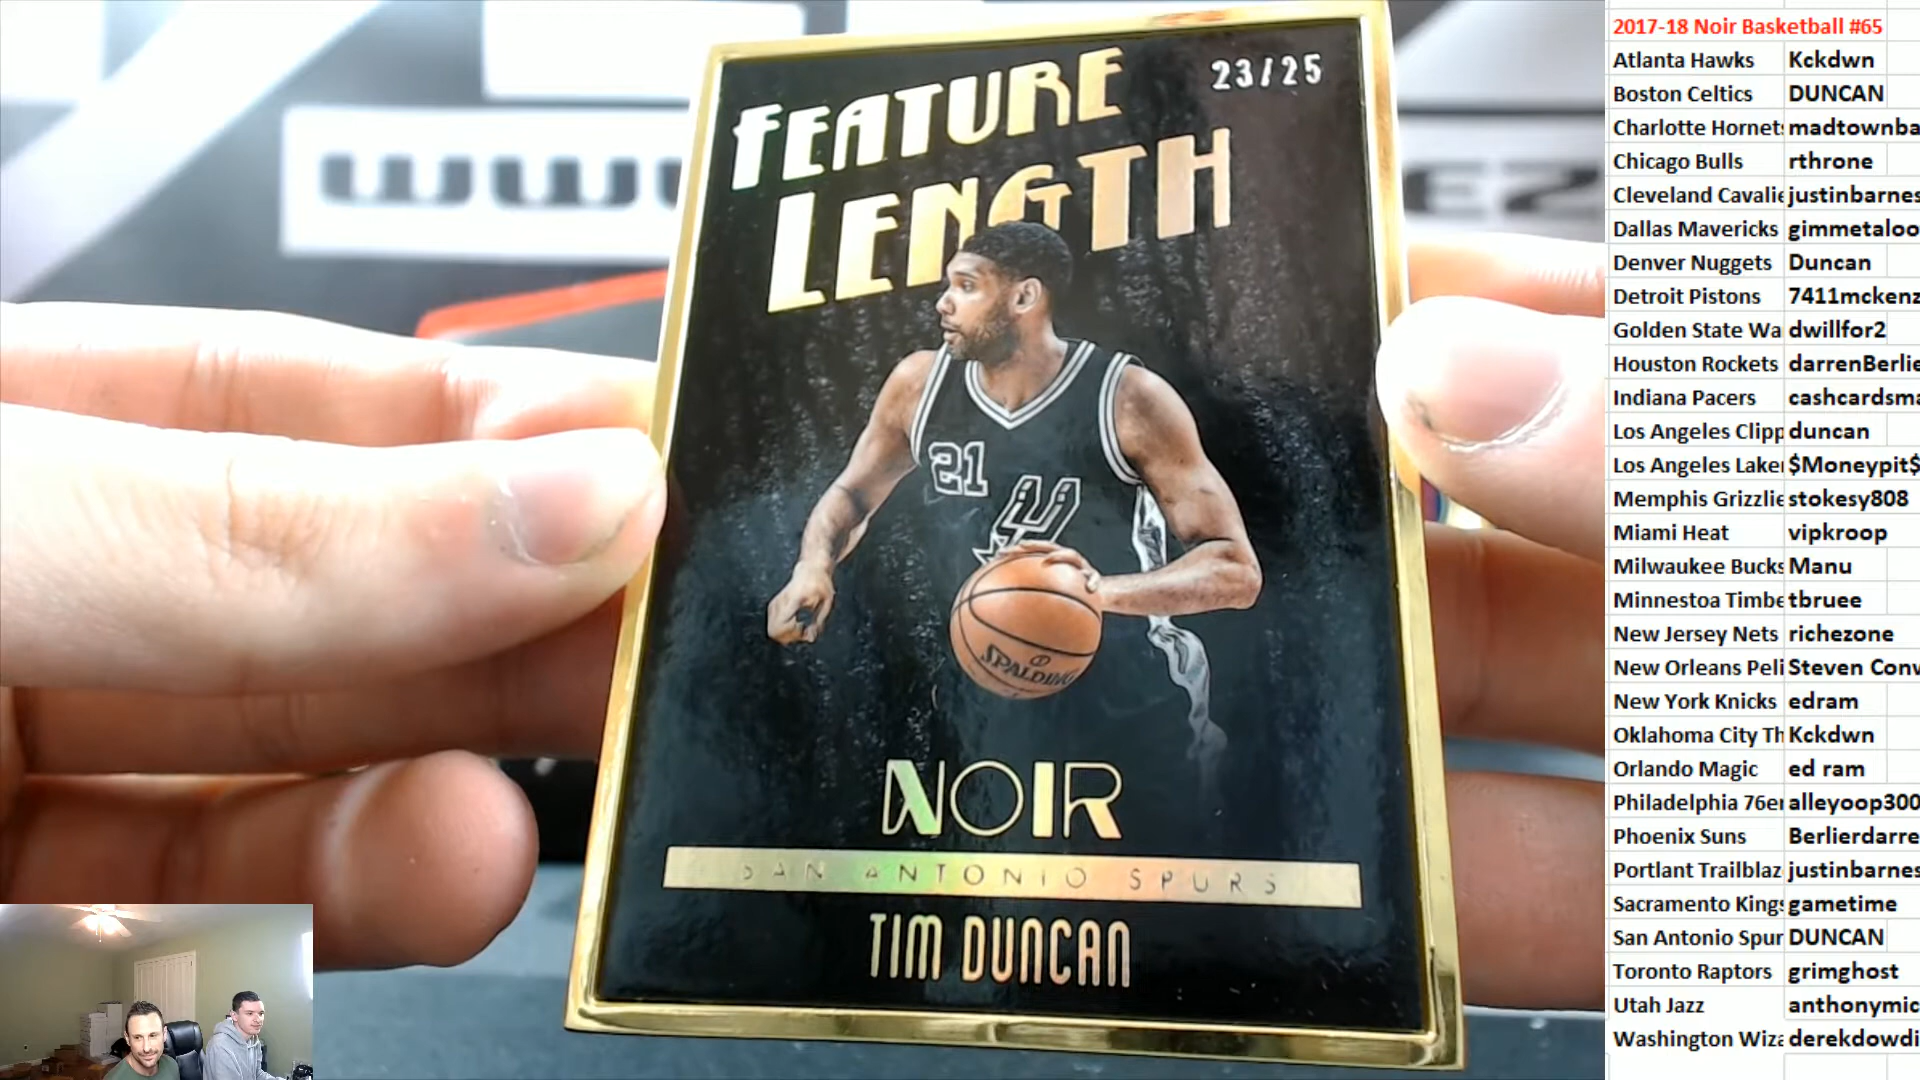 FEATURE
LENGTH
23/25
21
SPALDING
NOIR
SAN ANTONIO SPURS
TIM DUNCAN
2017-18 Noir Basketball #65
Atlanta Hawks Kckdwn
Boston Celtics DUNCAN
Charlotte Hornets madtownba
Chicago Bulls rthrone
Cleveland Cavalie justinbarnes
Dallas Mavericks gimmetaloo
Denver Nuggets Duncan
Detroit Pistons 7411mckenz
Golden State Wa dwillfor2
Houston Rockets darrenBerlie
Indiana Pacers cashcardsma
Los Angeles Clipp duncan
Los Angeles Laker $Moneypit$
Memphis Grizzlie stokesy808
Miami Heat vipkroop
Milwaukee Bucks Manu
Minnestoa Timbe tbruee
New Jersey Nets richezone
New Orleans Peli Steven Conw
New York Knicks edram
Oklahoma City Th Kckdwn
Orlando Magic ed ram
Philadelphia 76er alleyoop300
Phoenix Suns Berlierdarre
Portlant Trailblaz justinbarnes
Sacramento Kings gametime
San Antonio Spur DUNCAN
Toronto Raptors grimghost
Utah Jazz anthonymic
Washington Wiza derekdowdi